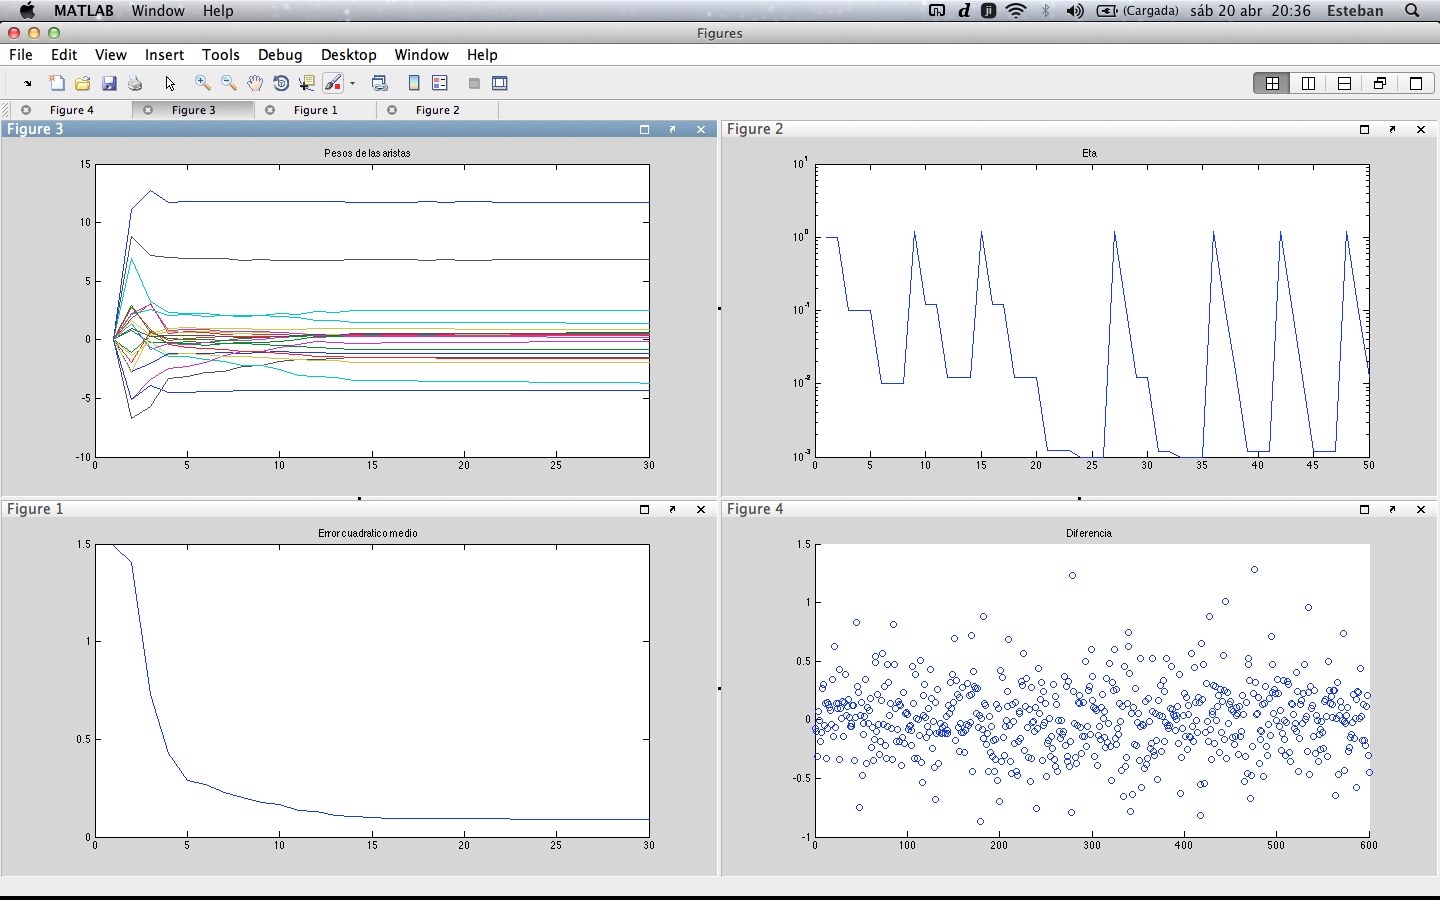 MATLAB Window Help (Cargada) sáb 20 abr 20:36 Esteban
Figures
File Edit View Insert Tools Debug Desktop Window Help
Figure 4 Figure 3 Figure 1 Figure 2
Figure 3
Pesos de las aristas
15
10
5
0
-5
-10
0 5 10 15 20 25 30
Figure 2
Eta
10^1
10^0
10^-1
10^-2
10^-3
0 5 10 15 20 25 30 35 40 45 50
Figure 1
Error cuadratico medio
1.5
1
0.5
0
0 5 10 15 20 25 30
Figure 4
Diferencia
1.5
1
0.5
0
-0.5
-1
0 100 200 300 400 500 600